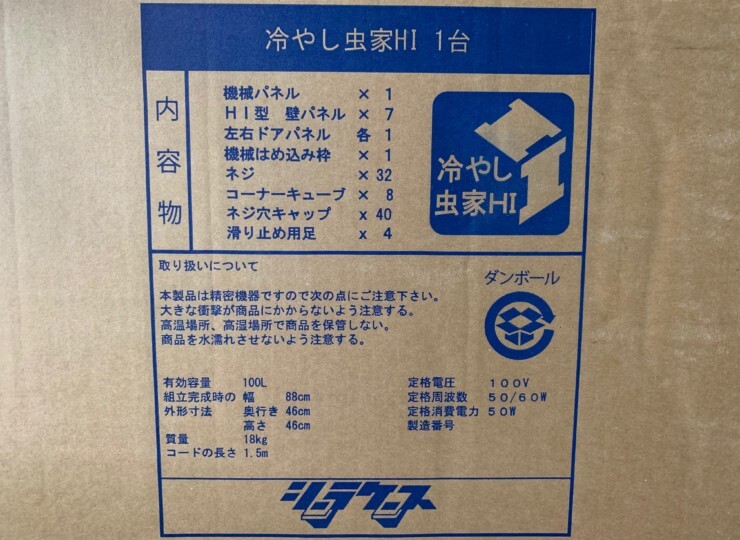 冷やし虫家HI 1台
内容物
機械パネル × 1
HI型 壁パネル × 7
左右ドアパネル 各 1
機械はめ込み枠 × 1
ネジ ×32
コーナーキューブ × 8
ネジ穴キャップ x 40
滑り止め用足 x 4
冷やし
虫家HI
取り扱いについて
本製品は精密機器ですので次の点にご注意下さい。
大きな衝撃が商品にかからないよう注意する。
高温場所、高湿場所で商品を保管しない。
商品を水濡れさせないよう注意する。
ダンボール
有効容量 100L
組立完成時の 幅 88cm
外形寸法 奥行き 46cm
高さ 46cm
質量 18kg
コードの長さ 1.5m
定格電圧 100V
定格周波数 50/60W
定格消費電力 50W
製造番号
シラケース